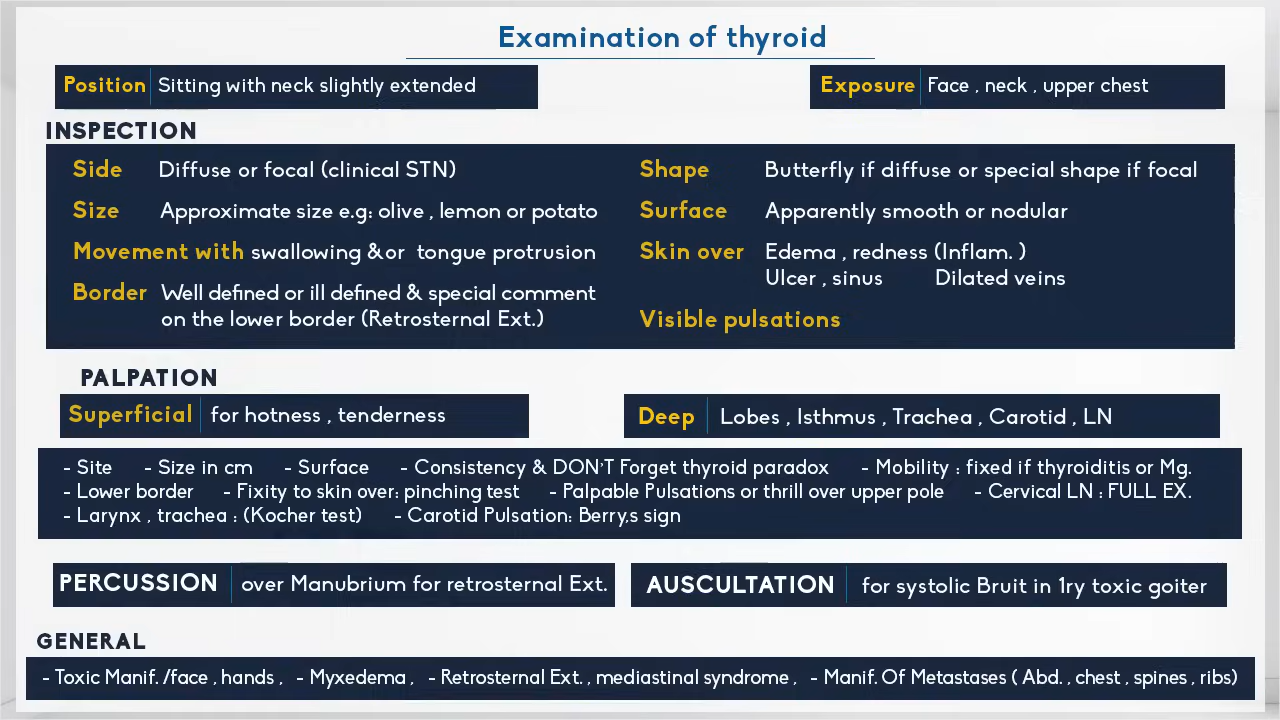 Examination of thyroid
Position Sitting with neck slightly extended
Exposure Face , neck , upper chest
INSPECTION
Side Diffuse or focal (clinical STN)
Size Approximate size e.g: olive , lemon or potato
Movement with swallowing &or tongue protrusion
Border Well defined or ill defined & special comment
on the lower border (Retrosternal Ext.)
Shape Butterfly if diffuse or special shape if focal
Surface Apparently smooth or nodular
Skin over Edema , redness (Inflam. )
Ulcer , sinus Dilated veins
Visible pulsations
PALPATION
Superficial for hotness , tenderness
Deep Lobes , Isthmus , Trachea , Carotid , LN
- Site - Size in cm - Surface - Consistency & DON'T Forget thyroid paradox - Mobility : fixed if thyroiditis or Mg.
- Lower border - Fixity to skin over: pinching test - Palpable Pulsations or thrill over upper pole - Cervical LN : FULL EX.
- Larynx , trachea : (Kocher test) - Carotid Pulsation: Berry,s sign
PERCUSSION over Manubrium for retrosternal Ext.
AUSCULTATION for systolic Bruit in 1ry toxic goiter
GENERAL
- Toxic Manif. /face , hands , - Myxedema , - Retrosternal Ext. , mediastinal syndrome , - Manif. Of Metastases ( Abd. , chest , spines , ribs)